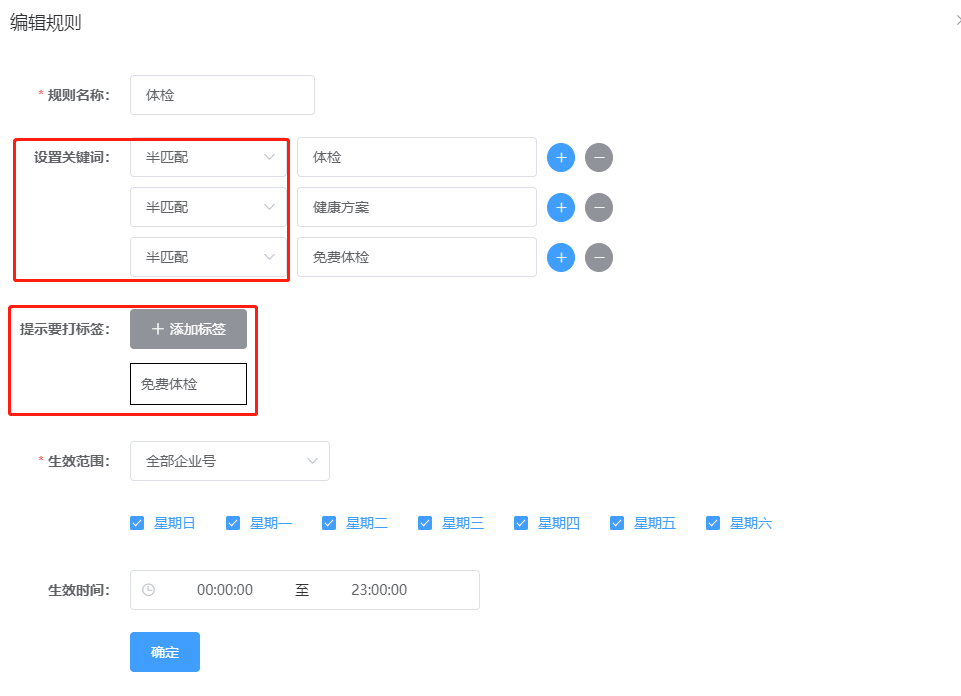 编辑规则
* 规则名称： 体检
设置关键词： 半匹配 体检
半匹配 健康方案
半匹配 免费体检
提示要打标签： 添加标签
免费体检
* 生效范围： 全部企业号
星期日 星期一 星期二 星期三 星期四 星期五 星期六
生效时间： 00:00:00 至 23:00:00
确定